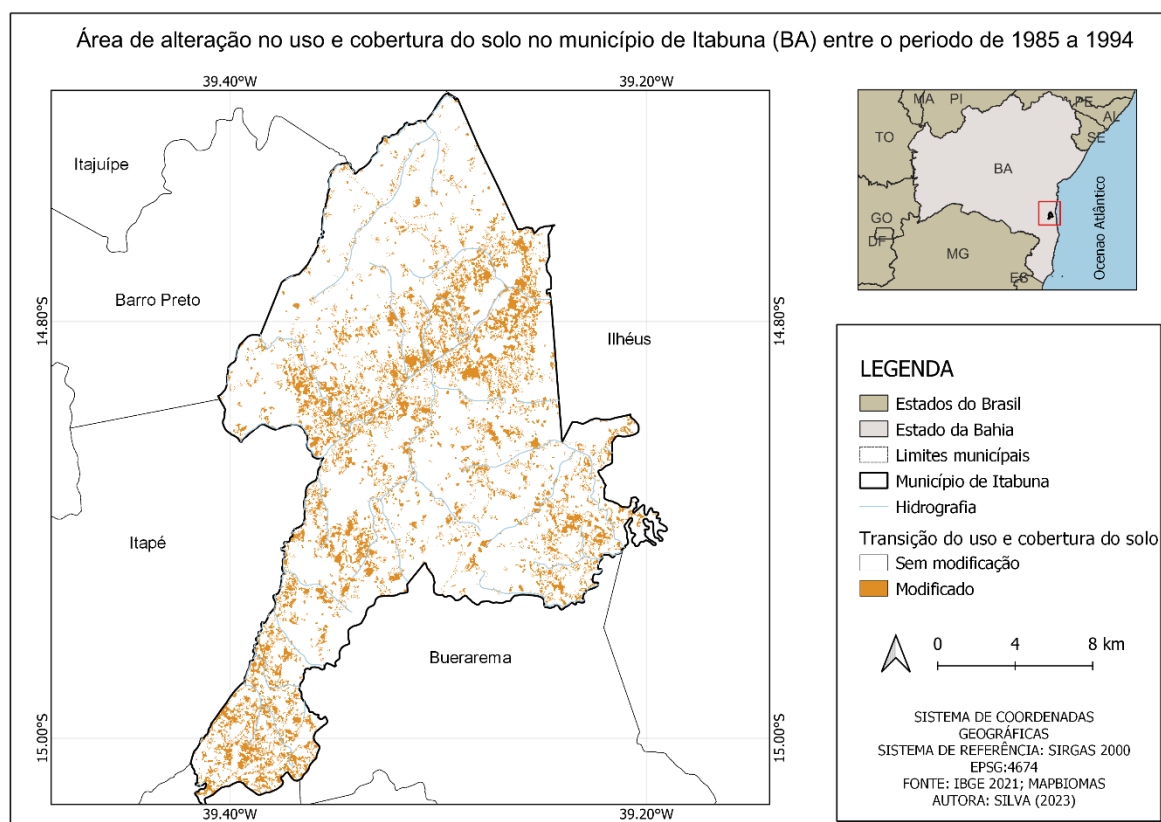 Área de alteração no uso e cobertura do solo no município de Itabuna (BA) entre o periodo de 1985 a 1994
39.40°W
39.20°W
Itajuípe
Barro Preto
14.80°S
14.80°S
Ilhéus
Itapé
Buerarema
15.00°S
15.00°S
39.40°W
39.20°W
MA
PI
PE
AL
SE
TO
BA
GO
DF
MG
ES
Ocenao Atlântico
LEGENDA
Estados do Brasil
Estado da Bahia
Limites municípais
Município de Itabuna
Hidrografia
Transição do uso e cobertura do solo
Sem modificação
Modificado
0 4 8 km
SISTEMA DE COORDENADAS
GEOGRÁFICAS
SISTEMA DE REFERÊNCIA: SIRGAS 2000
EPSG:4674
FONTE: IBGE 2021; MAPBIOMAS
AUTORA: SILVA (2023)